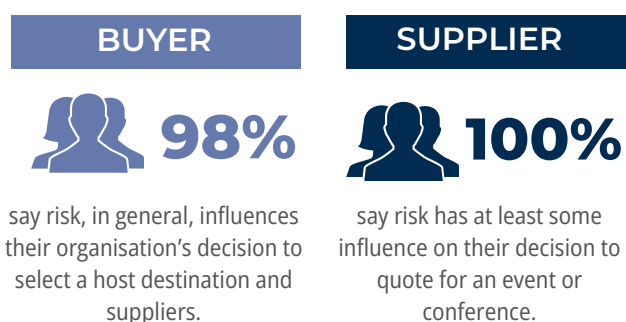 BUYER
98%
say risk, in general, influences
their organisation’s decision to
select a host destination and
suppliers.
SUPPLIER
100%
say risk has at least some
influence on their decision to
quote for an event or
conference.